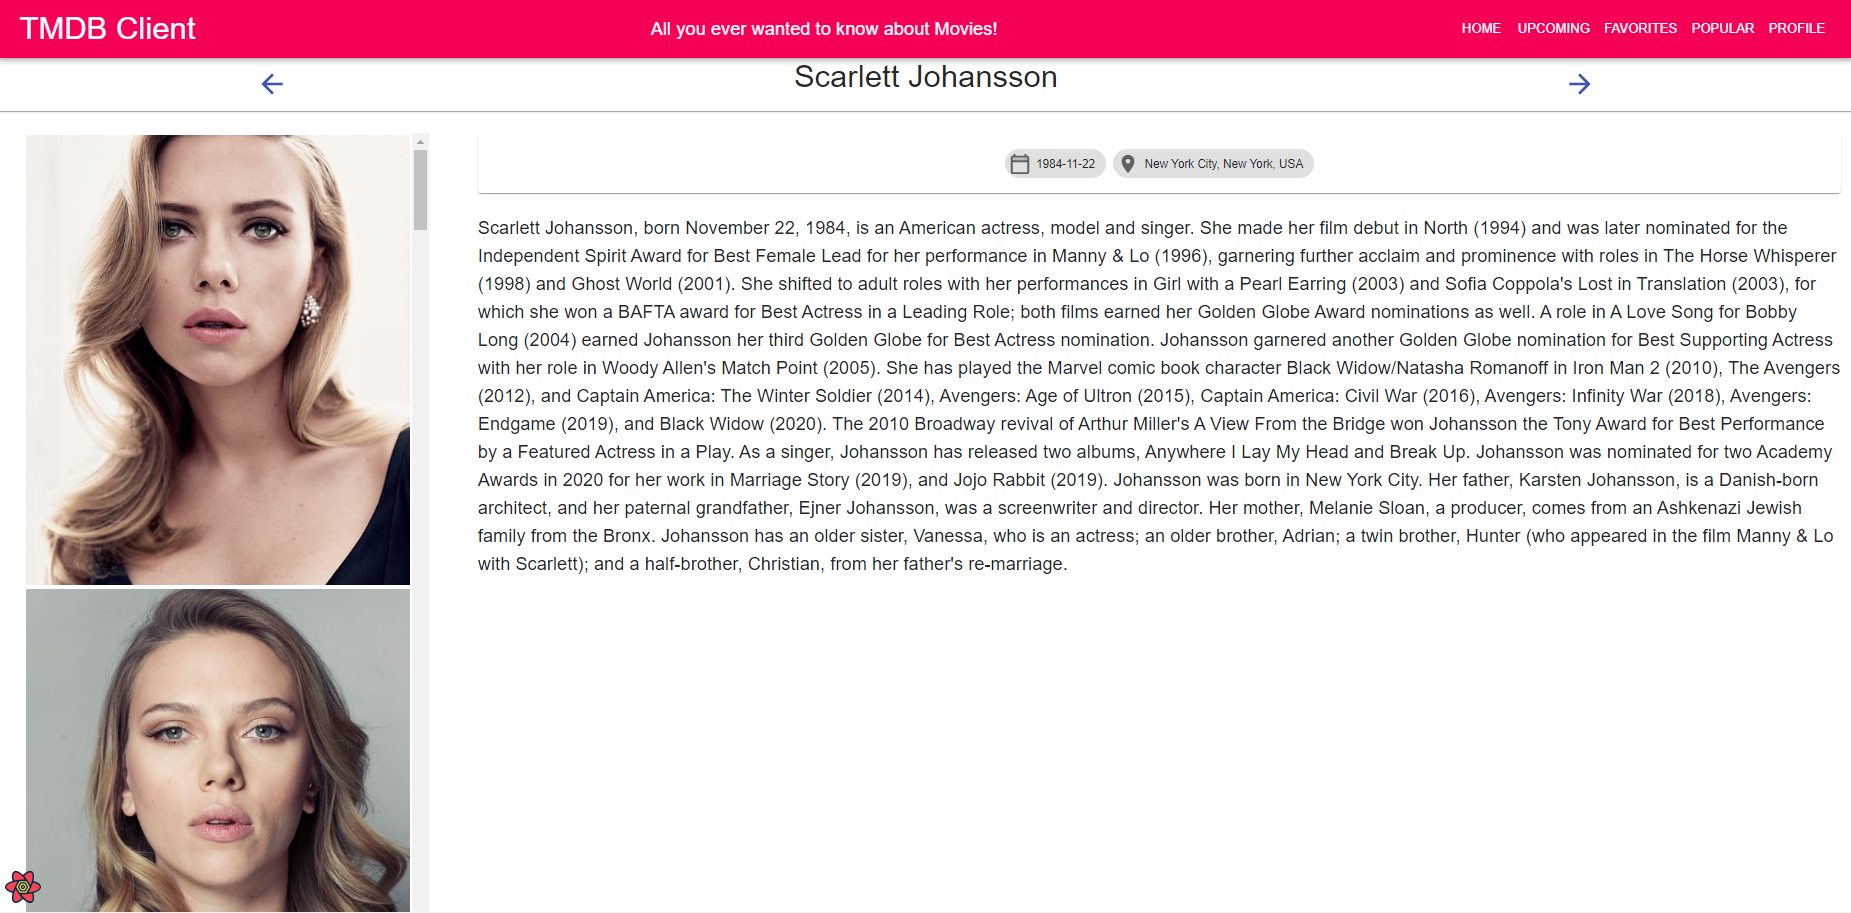 TMDB Client
All you ever wanted to know about Movies!
HOME UPCOMING FAVORITES POPULAR PROFILE
Scarlett Johansson
1984-11-22
New York City, New York, USA
Scarlett Johansson, born November 22, 1984, is an American actress, model and singer. She made her film debut in North (1994) and was later nominated for the
Independent Spirit Award for Best Female Lead for her performance in Manny & Lo (1996), garnering further acclaim and prominence with roles in The Horse Whisperer
(1998) and Ghost World (2001). She shifted to adult roles with her performances in Girl with a Pearl Earring (2003) and Sofia Coppola's Lost in Translation (2003), for
which she won a BAFTA award for Best Actress in a Leading Role; both films earned her Golden Globe Award nominations as well. A role in A Love Song for Bobby
Long (2004) earned Johansson her third Golden Globe for Best Actress nomination. Johansson garnered another Golden Globe nomination for Best Supporting Actress
with her role in Woody Allen's Match Point (2005). She has played the Marvel comic book character Black Widow/Natasha Romanoff in Iron Man 2 (2010), The Avengers
(2012), and Captain America: The Winter Soldier (2014), Avengers: Age of Ultron (2015), Captain America: Civil War (2016), Avengers: Infinity War (2018), Avengers:
Endgame (2019), and Black Widow (2020). The 2010 Broadway revival of Arthur Miller's A View From the Bridge won Johansson the Tony Award for Best Performance
by a Featured Actress in a Play. As a singer, Johansson has released two albums, Anywhere I Lay My Head and Break Up. Johansson was nominated for two Academy
Awards in 2020 for her work in Marriage Story (2019), and Jojo Rabbit (2019). Johansson was born in New York City. Her father, Karsten Johansson, is a Danish-born
architect, and her paternal grandfather, Ejner Johansson, was a screenwriter and director. Her mother, Melanie Sloan, a producer, comes from an Ashkenazi Jewish
family from the Bronx. Johansson has an older sister, Vanessa, who is an actress; an older brother, Adrian; a twin brother, Hunter (who appeared in the film Manny & Lo
with Scarlett); and a half-brother, Christian, from her father's re-marriage.